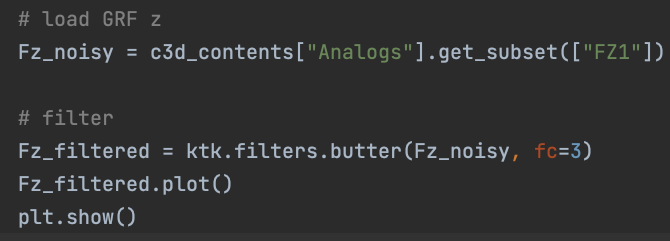 # load GRF z
Fz_noisy = c3d_contents["Analogs"].get_subset(["FZ1"])
# filter
Fz_filtered = ktk.filters.butter(Fz_noisy, fc=3)
Fz_filtered.plot()
plt.show()